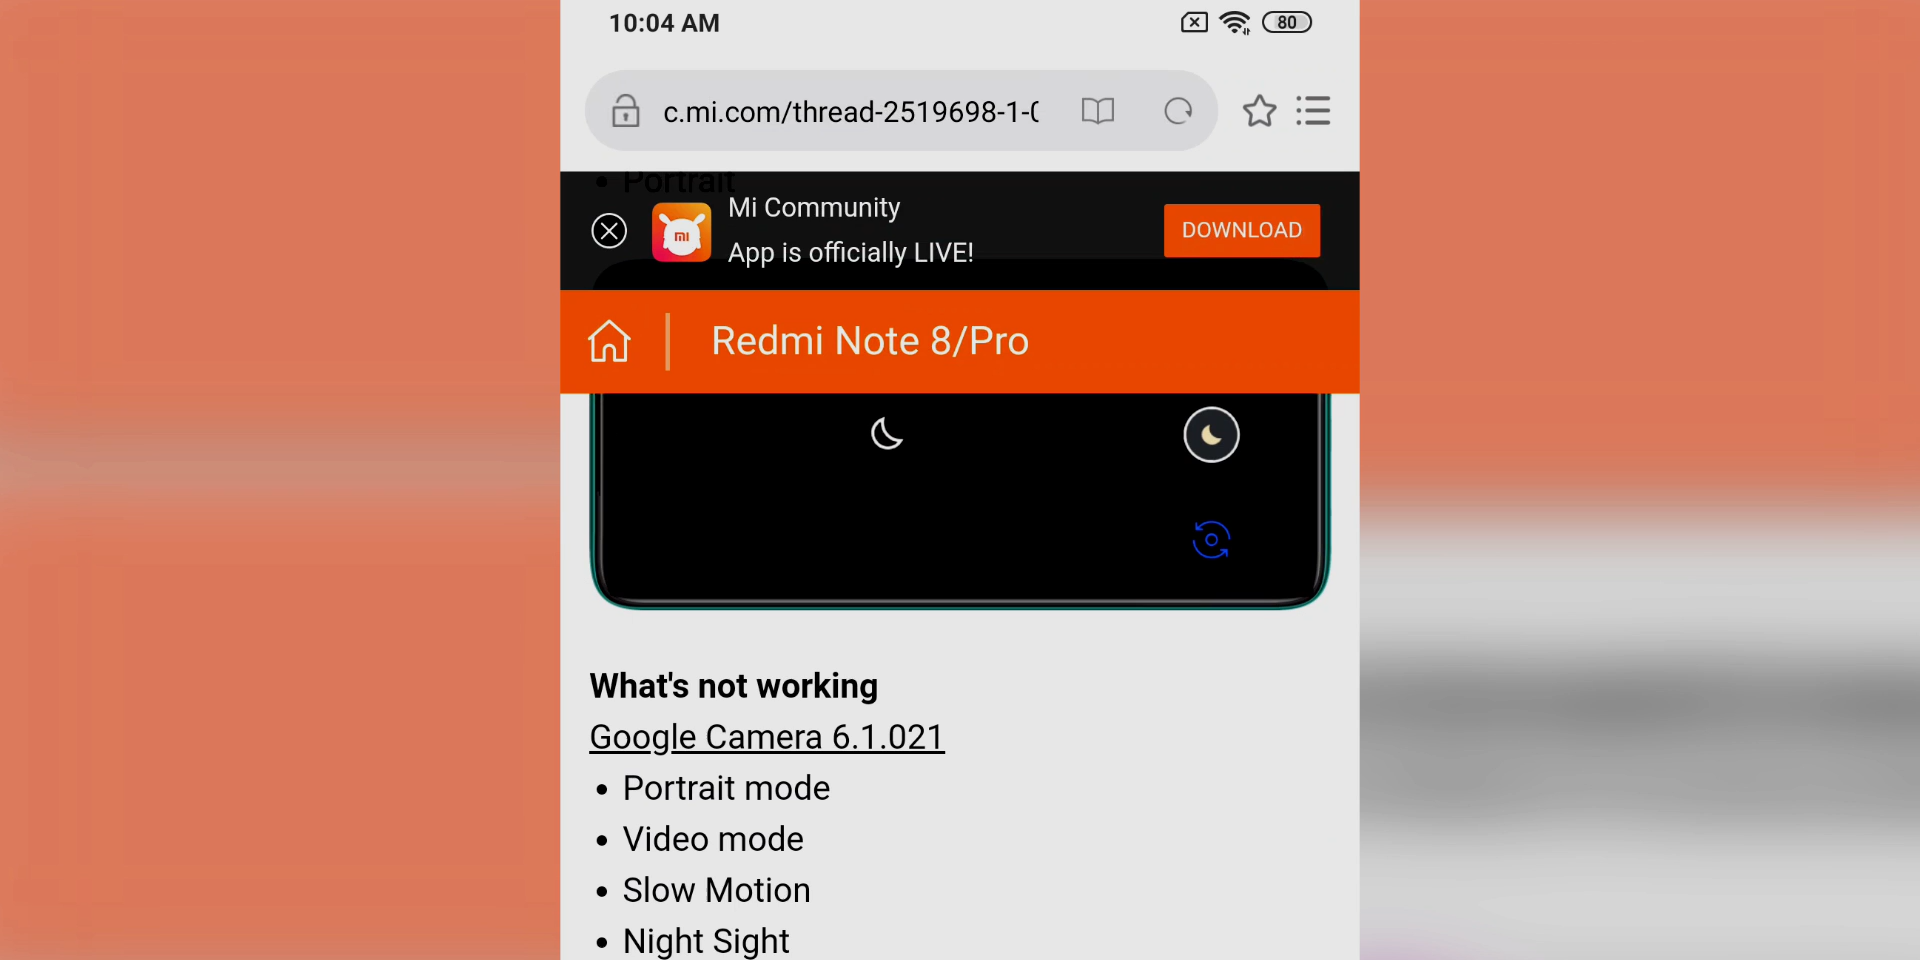 10:04 AM
80
c.mi.com/thread-2519698-1-0
Portrait
Mi Community
App is officially LIVE!
DOWNLOAD
Redmi Note 8/Pro
What's not working
Google Camera 6.1.021
• Portrait mode
• Video mode
• Slow Motion
• Night Sight